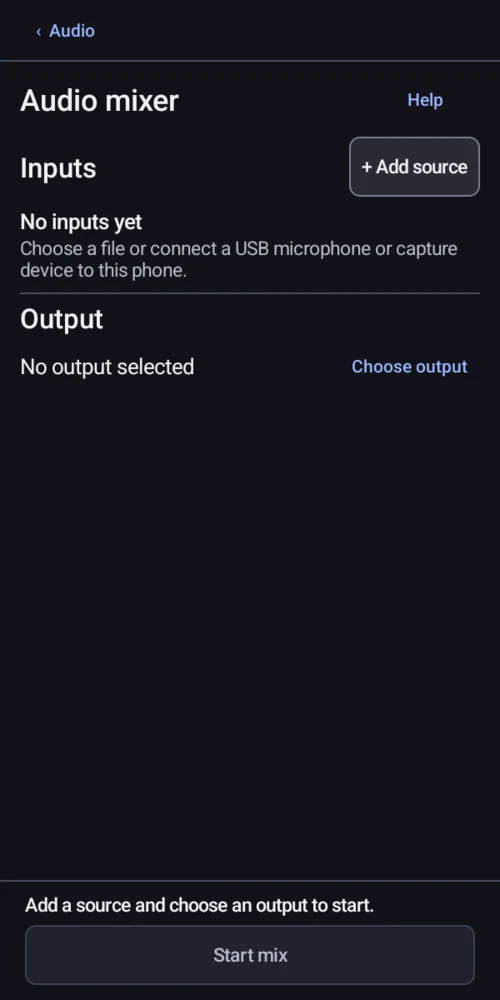 ‹ Audio
Audio mixer
Help
Inputs
+ Add source
No inputs yet
Choose a file or connect a USB microphone or capture
device to this phone.
Output
No output selected
Choose output
Add a source and choose an output to start.
Start mix